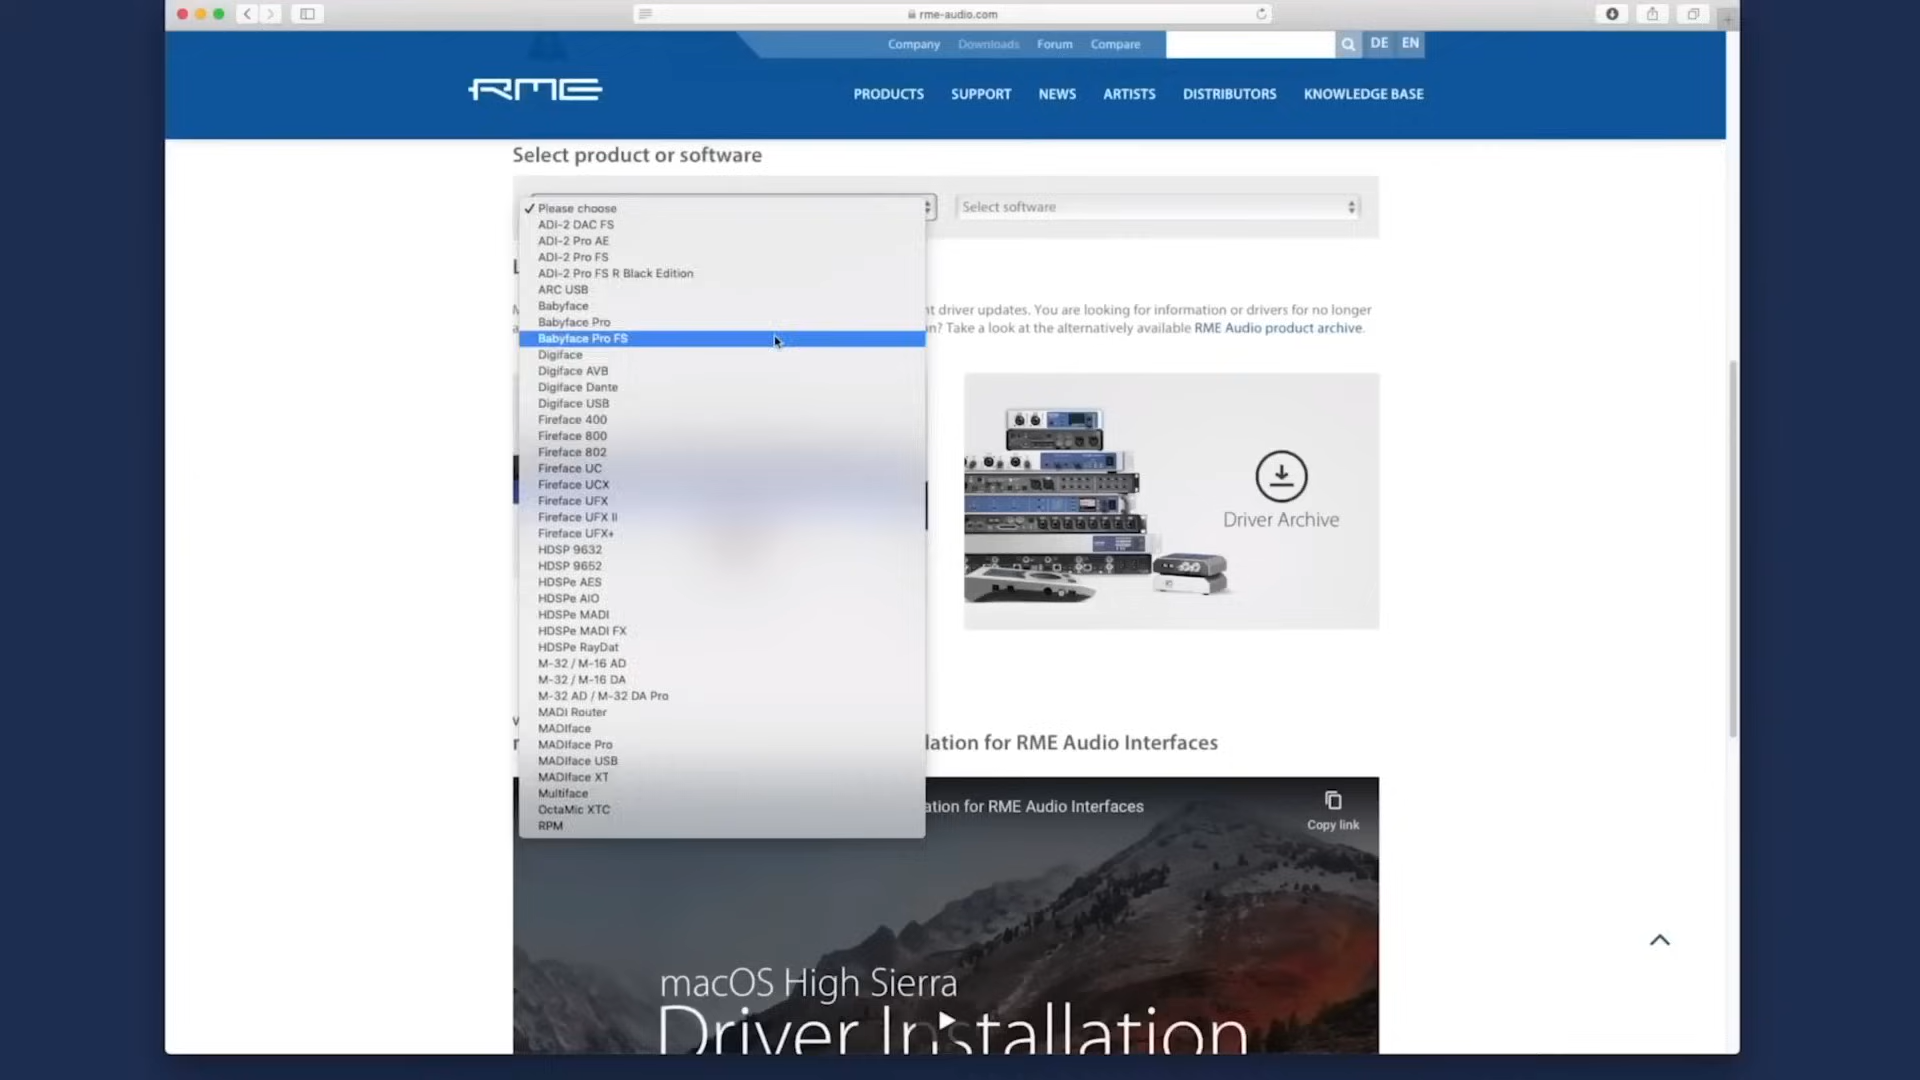 rme-audio.com
Company Downloads Forum Compare DE EN
RME
PRODUCTS SUPPORT NEWS ARTISTS DISTRIBUTORS KNOWLEDGE BASE
Select product or software
✓ Please choose
Select software
ADI-2 DAC FS
ADI-2 Pro AE
ADI-2 Pro FS
ADI-2 Pro FS R Black Edition
ARC USB
Babyface
nt driver updates. You are looking for information or drivers for no longer
Babyface Pro
n? Take a look at the alternatively available RME Audio product archive.
Babyface Pro FS
Digiface
Digiface AVB
Digiface Dante
Digiface USB
Fireface 400
Fireface 800
Fireface 802
Fireface UC
Fireface UCX
Fireface UFX
Fireface UFX II
Driver Archive
Fireface UFX+
HDSP 9632
HDSP 9652
HDSPe AES
HDSPe AIO
HDSPe MADI
HDSPe MADI FX
HDSPe RayDat
M-32 / M-16 AD
M-32 / M-16 DA
M-32 AD / M-32 DA Pro
MADI Router
MADIface
MADIface Pro
lation for RME Audio Interfaces
MADIface USB
MADIface XT
Multiface
OctaMic XTC
RPM
ation for RME Audio Interfaces
Copy link
macOS High Sierra
Driver Installation